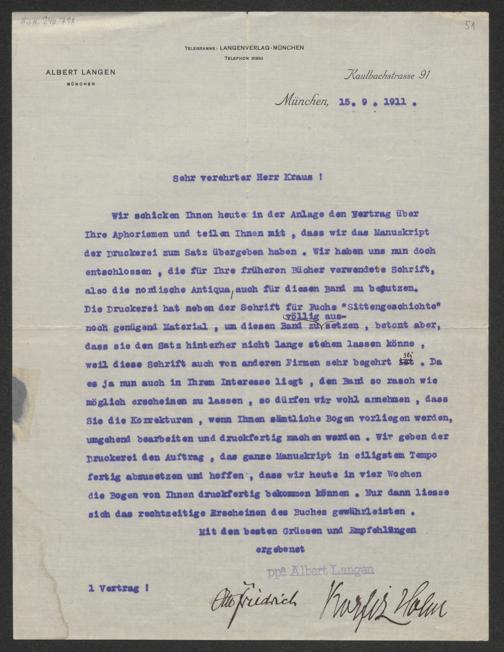 51
TELEGRAMME: LANGENVERLAG-MÜNCHEN
TELEPHON
ALBERT LANGEN
MÜNCHEN
Kaulbachstrasse 91
München, 15. 9. 1911.
Sehr verehrter Herr Kraus !
Wir schicken Ihnen heute in der Anlage den Vertrag über
Ihre Aphorismen und teilen Ihnen mit , dass wir das Manuskript
der Druckerei zum Satz übergeben haben . Wir haben uns nun doch
entschlossen , die für Ihre früheren Bücher verwendete Schrift,
also die nordische Antiqua, auch für diesen Band zu benutzen.
Die Druckerei hat neben der Schrift für Fuchs "Sittengeschichte"
völlig aus-
noch genügend Material , um diesen Band zu setzen , betont aber,
dass sie den Satz hinterher nicht lange stehen lassen könne ,
weil diese Schrift auch von anderen Firmen sehr begehrt ist sei . Da
es ja nun auch in Ihrem Interesse liegt , den Band so rasch wie
möglich erscheinen zu lassen , so dürfen wir wohl annehmen , dass
Sie die Korrekturen , wenn Ihnen sämtliche Bogen vorliegen werden,
umgehend bearbeiten und druckfertig machen werden . Wir geben der
Druckerei den Auftrag , das ganze Manuskript in eiligstem Tempo
fertig abzusetzen und hoffen , dass wir heute in vier Wochen
die Bogen von Ihnen druckfertig bekommen können . Nur dann liesse
sich das rechtzeitige Erscheinen des Buches gewährleisten .
Mit den besten Grüssen und Empfehlungen
ergebenst
ppa Albert Langen
1 Vertrag !
Otto Friedrich Korfiz Holm